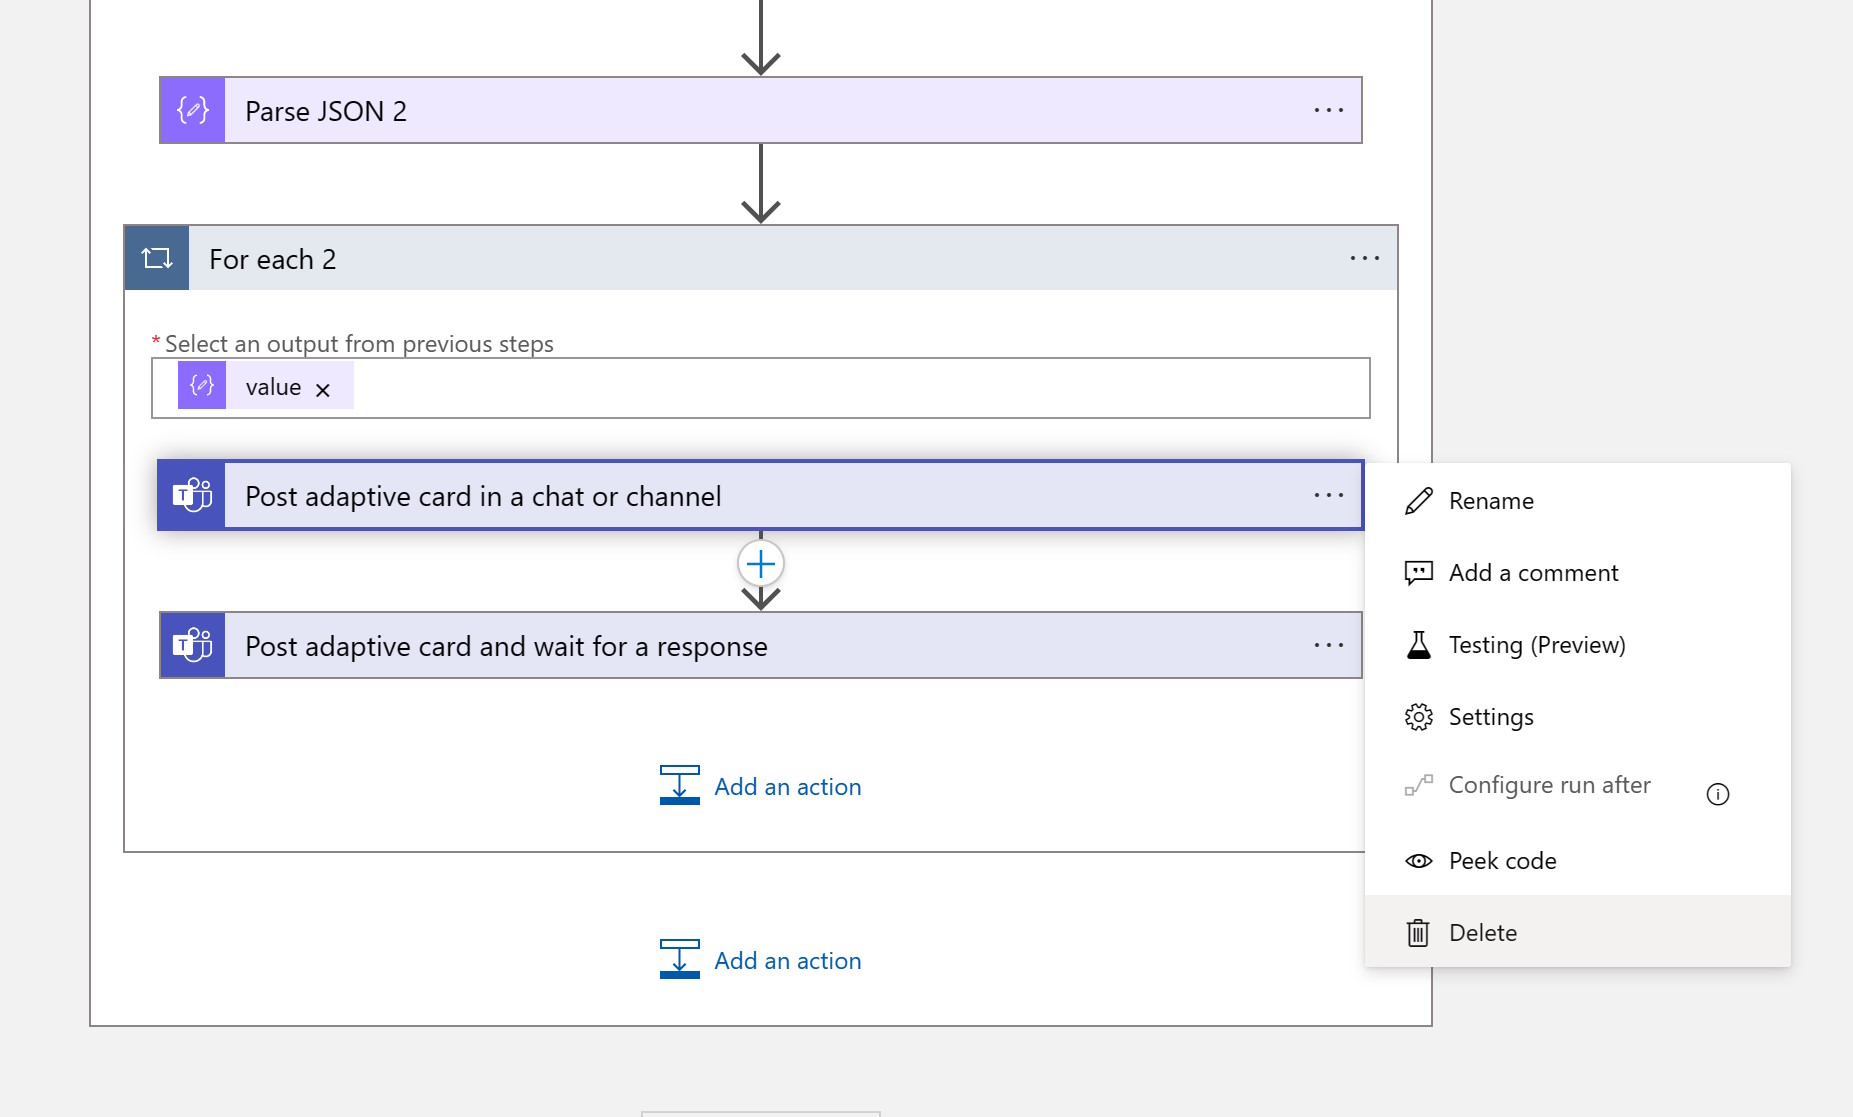 Parse JSON 2
For each 2
* Select an output from previous steps
value
Post adaptive card in a chat or channel
Post adaptive card and wait for a response
Add an action
Add an action
Rename
Add a comment
Testing (Preview)
Settings
Configure run after
Peek code
Delete